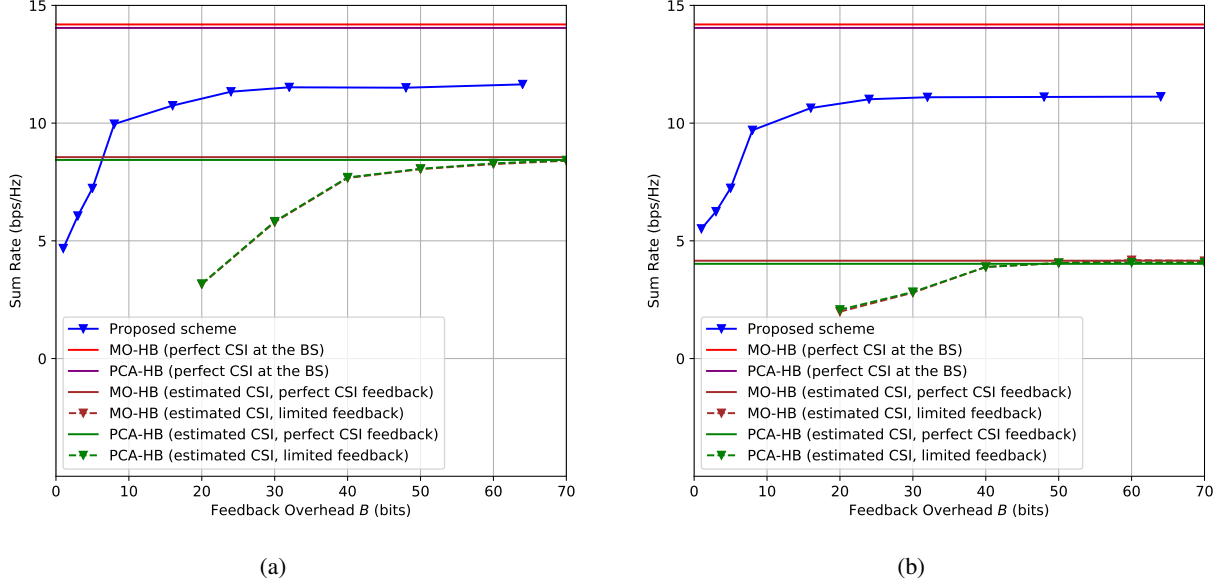 15
10
5
0
Sum Rate (bps/Hz)
Proposed scheme
MO-HB (perfect CSI at the BS)
PCA-HB (perfect CSI at the BS)
MO-HB (estimated CSI, perfect CSI feedback)
MO-HB (estimated CSI, limited feedback)
PCA-HB (estimated CSI, perfect CSI feedback)
PCA-HB (estimated CSI, limited feedback)
0 10 20 30 40 50 60 70
Feedback Overhead B (bits)
(a)
15
10
5
0
Sum Rate (bps/Hz)
Proposed scheme
MO-HB (perfect CSI at the BS)
PCA-HB (perfect CSI at the BS)
MO-HB (estimated CSI, perfect CSI feedback)
MO-HB (estimated CSI, limited feedback)
PCA-HB (estimated CSI, perfect CSI feedback)
PCA-HB (estimated CSI, limited feedback)
0 10 20 30 40 50 60 70
Feedback Overhead B (bits)
(b)